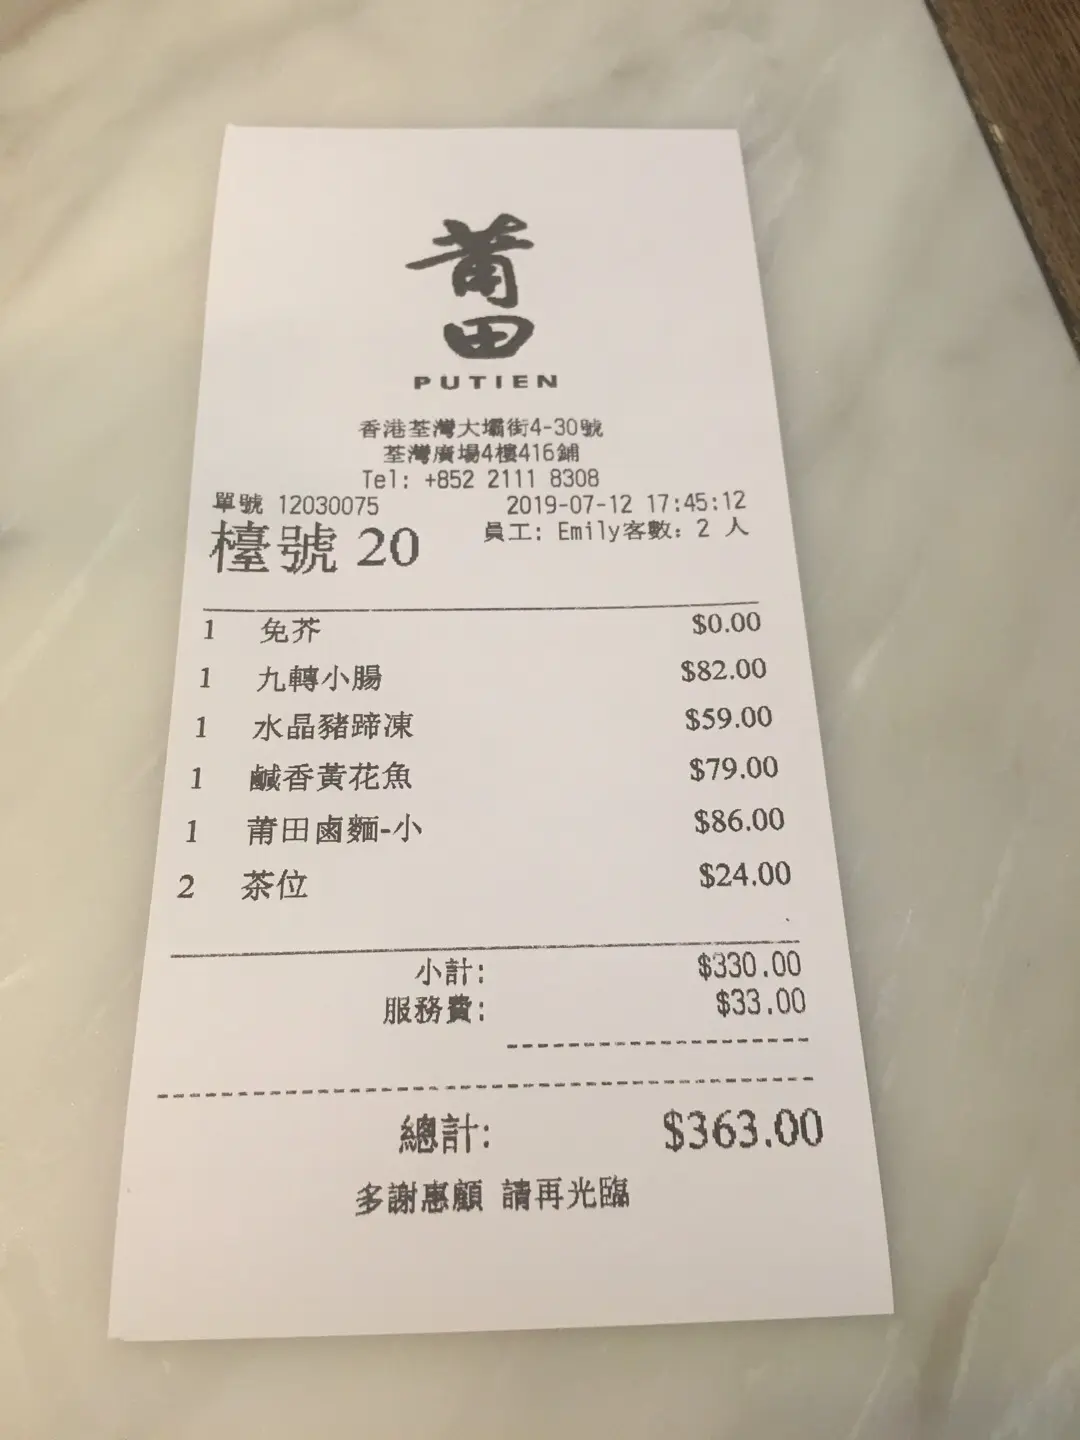 莆田
PUTIEN
香港荃灣大壩街4-30號
荃灣廣場4樓416鋪
Tel: +852 2111 8308
單號 12030075 2019-07-12 17:45:12
檯號 20 員工: Emily客數: 2 人
1 免芥 $0.00
1 九轉小腸 $82.00
1 水晶豬蹄凍 $59.00
1 鹹香黃花魚 $79.00
1 莆田鹵麵-小 $86.00
2 茶位 $24.00
小計: $330.00
服務費: $33.00
總計: $363.00
多謝惠顧 請再光臨